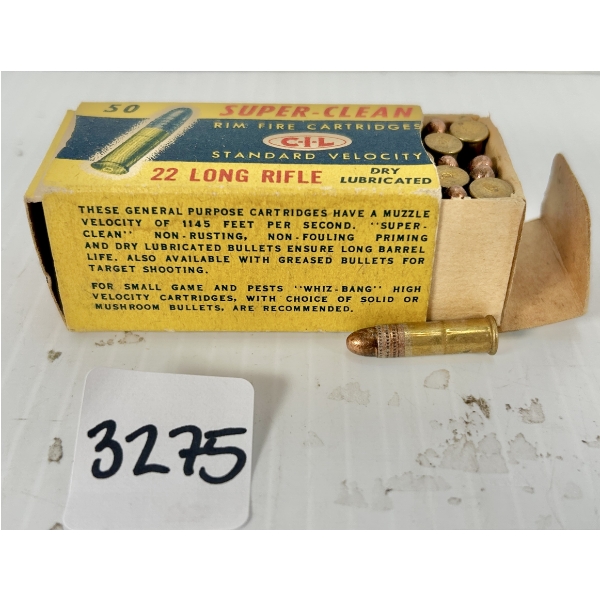 50 SUPER-CLEAN
RIM FIRE CARTRIDGES
C-I-L
STANDARD VELOCITY
22 LONG RIFLE DRY LUBRICATED
THESE GENERAL PURPOSE CARTRIDGES HAVE A MUZZLE
VELOCITY OF 1145 FEET PER SECOND. "SUPER-
CLEAN" NON-RUSTING, NON-FOULING PRIMING
AND DRY LUBRICATED BULLETS ENSURE LONG BARREL
LIFE. ALSO AVAILABLE WITH GREASED BULLETS FOR
TARGET SHOOTING.
FOR SMALL GAME AND PESTS "WHIZ-BANG" HIGH
VELOCITY CARTRIDGES, WITH CHOICE OF SOLID OR
MUSHROOM BULLETS, ARE RECOMMENDED.
3275